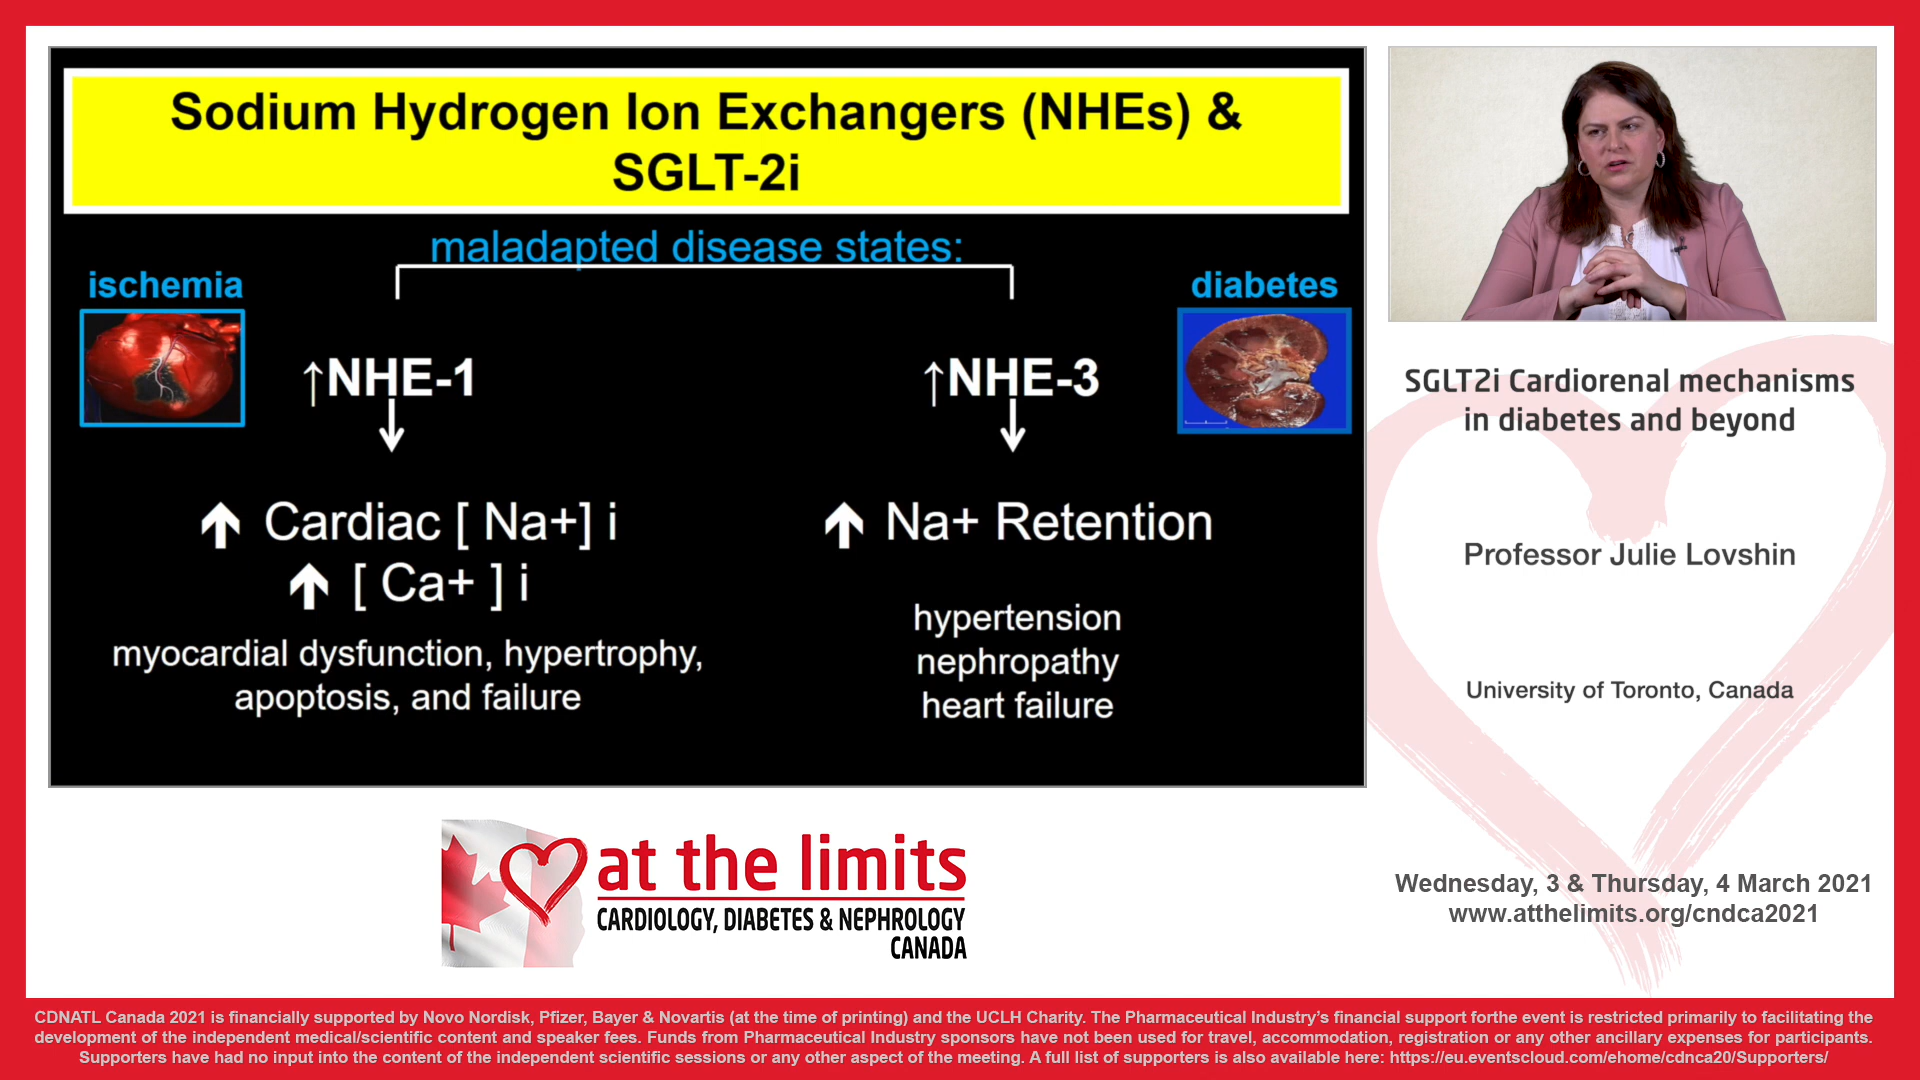 Sodium Hydrogen Ion Exchangers (NHEs) &
SGLT-2i
maladapted disease states:
ischemia
diabetes
↑NHE-1
↑NHE-3
↑ Cardiac [ Na+] i
↑ [ Ca+ ] i
myocardial dysfunction, hypertrophy,
apoptosis, and failure
↑ Na+ Retention
hypertension
nephropathy
heart failure
SGLT2i Cardiorenal mechanisms
in diabetes and beyond
Professor Julie Lovshin
University of Toronto, Canada
at the limits
CARDIOLOGY, DIABETES & NEPHROLOGY
CANADA
Wednesday, 3 & Thursday, 4 March 2021
www.atthelimits.org/cndca2021
CDNATL Canada 2021 is financially supported by Novo Nordisk, Pfizer, Bayer & Novartis (at the time of printing) and the UCLH Charity. The Pharmaceutical Industry's financial support forthe event is restricted primarily to facilitating the
development of the independent medical/scientific content and speaker fees. Funds from Pharmaceutical Industry sponsors have not been used for travel, accommodation, registration or any other ancillary expenses for participants.
Supporters have had no input into the content of the independent scientific sessions or any other aspect of the meeting. A full list of supporters is also available here: https://eu.eventscloud.com/ehome/cdnca20/Supporters/